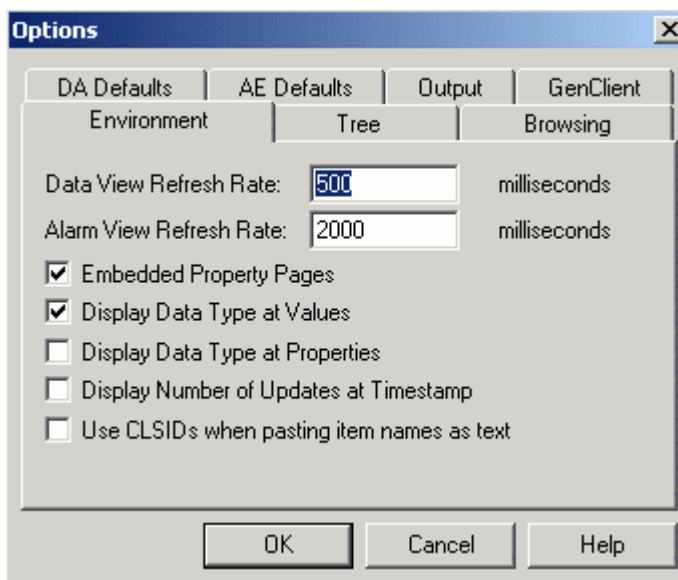 Options
DA Defaults AE Defaults Output GenClient
Environment Tree Browsing
Data View Refresh Rate: 500 milliseconds
Alarm View Refresh Rate: 2000 milliseconds
Embedded Property Pages
Display Data Type at Values
Display Data Type at Properties
Display Number of Updates at Timestamp
Use CLSIDs when pasting item names as text
OK Cancel Help